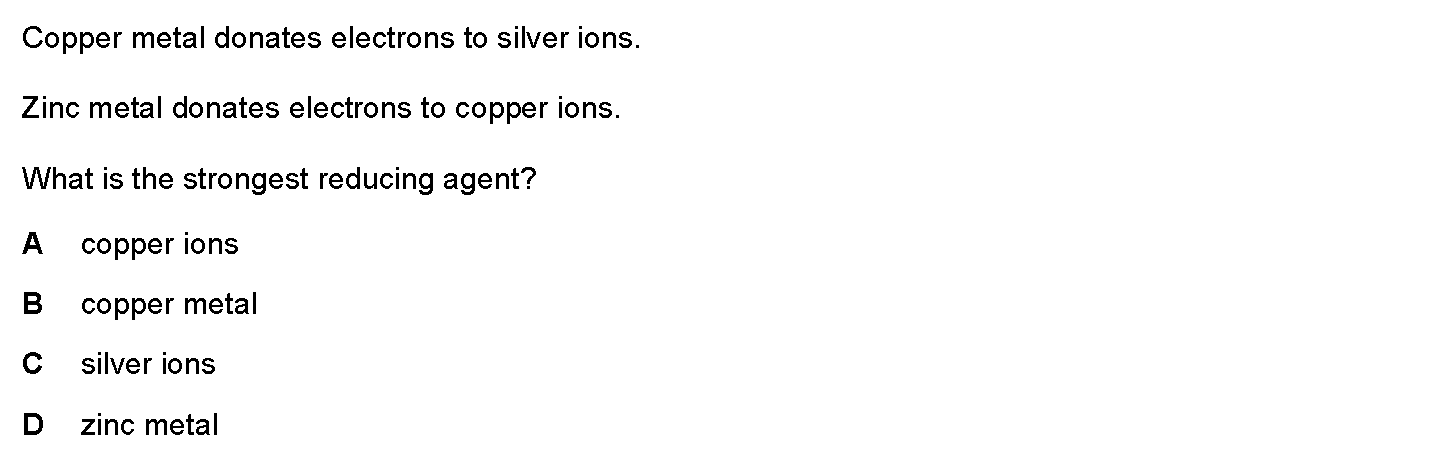 Copper metal donates electrons to silver ions.
Zinc metal donates electrons to copper ions.
What is the strongest reducing agent?
A copper ions
B copper metal
C silver ions
D zinc metal